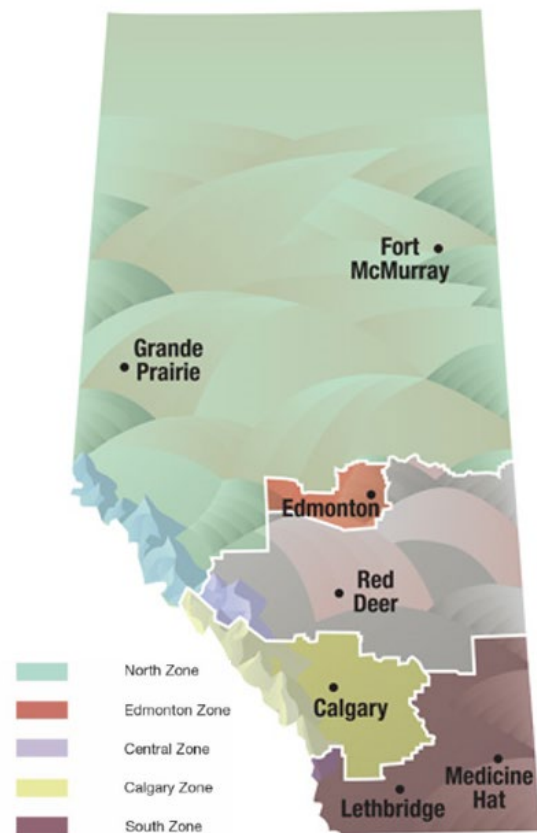 Fort
McMurray
Grande
Prairie
Edmonton
Red
Deer
Calgary
Medicine
Hat
Lethbridge
North Zone
Edmonton Zone
Central Zone
Calgary Zone
South Zone